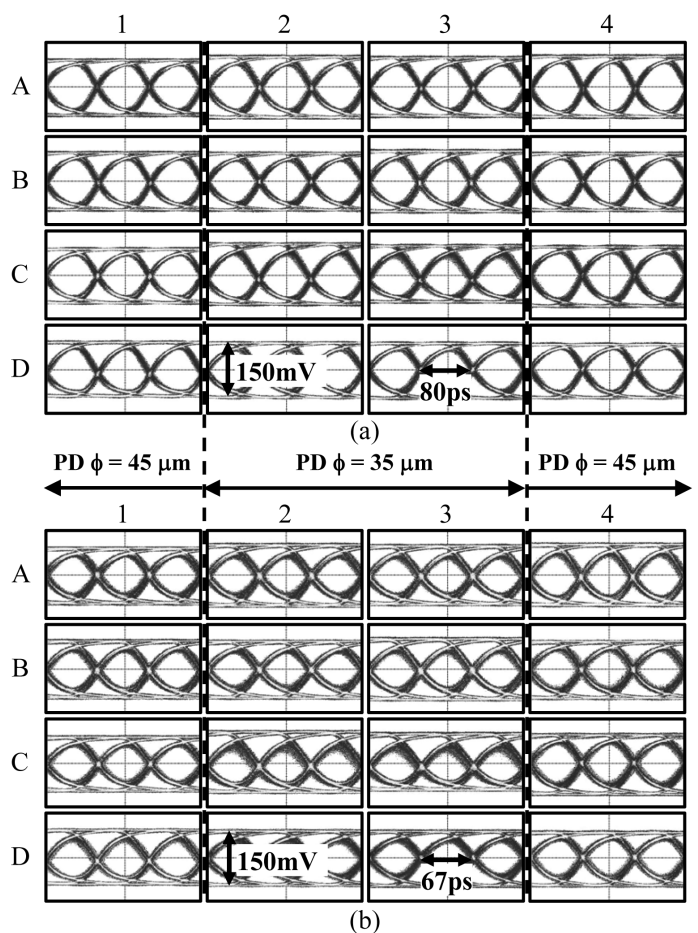 1 2 3 4
A
B
C
D 150mV 80ps
(a)
PD ϕ = 45 µm PD ϕ = 35 µm PD ϕ = 45 µm
1 2 3 4
A
B
C
D 150mV 67ps
(b)